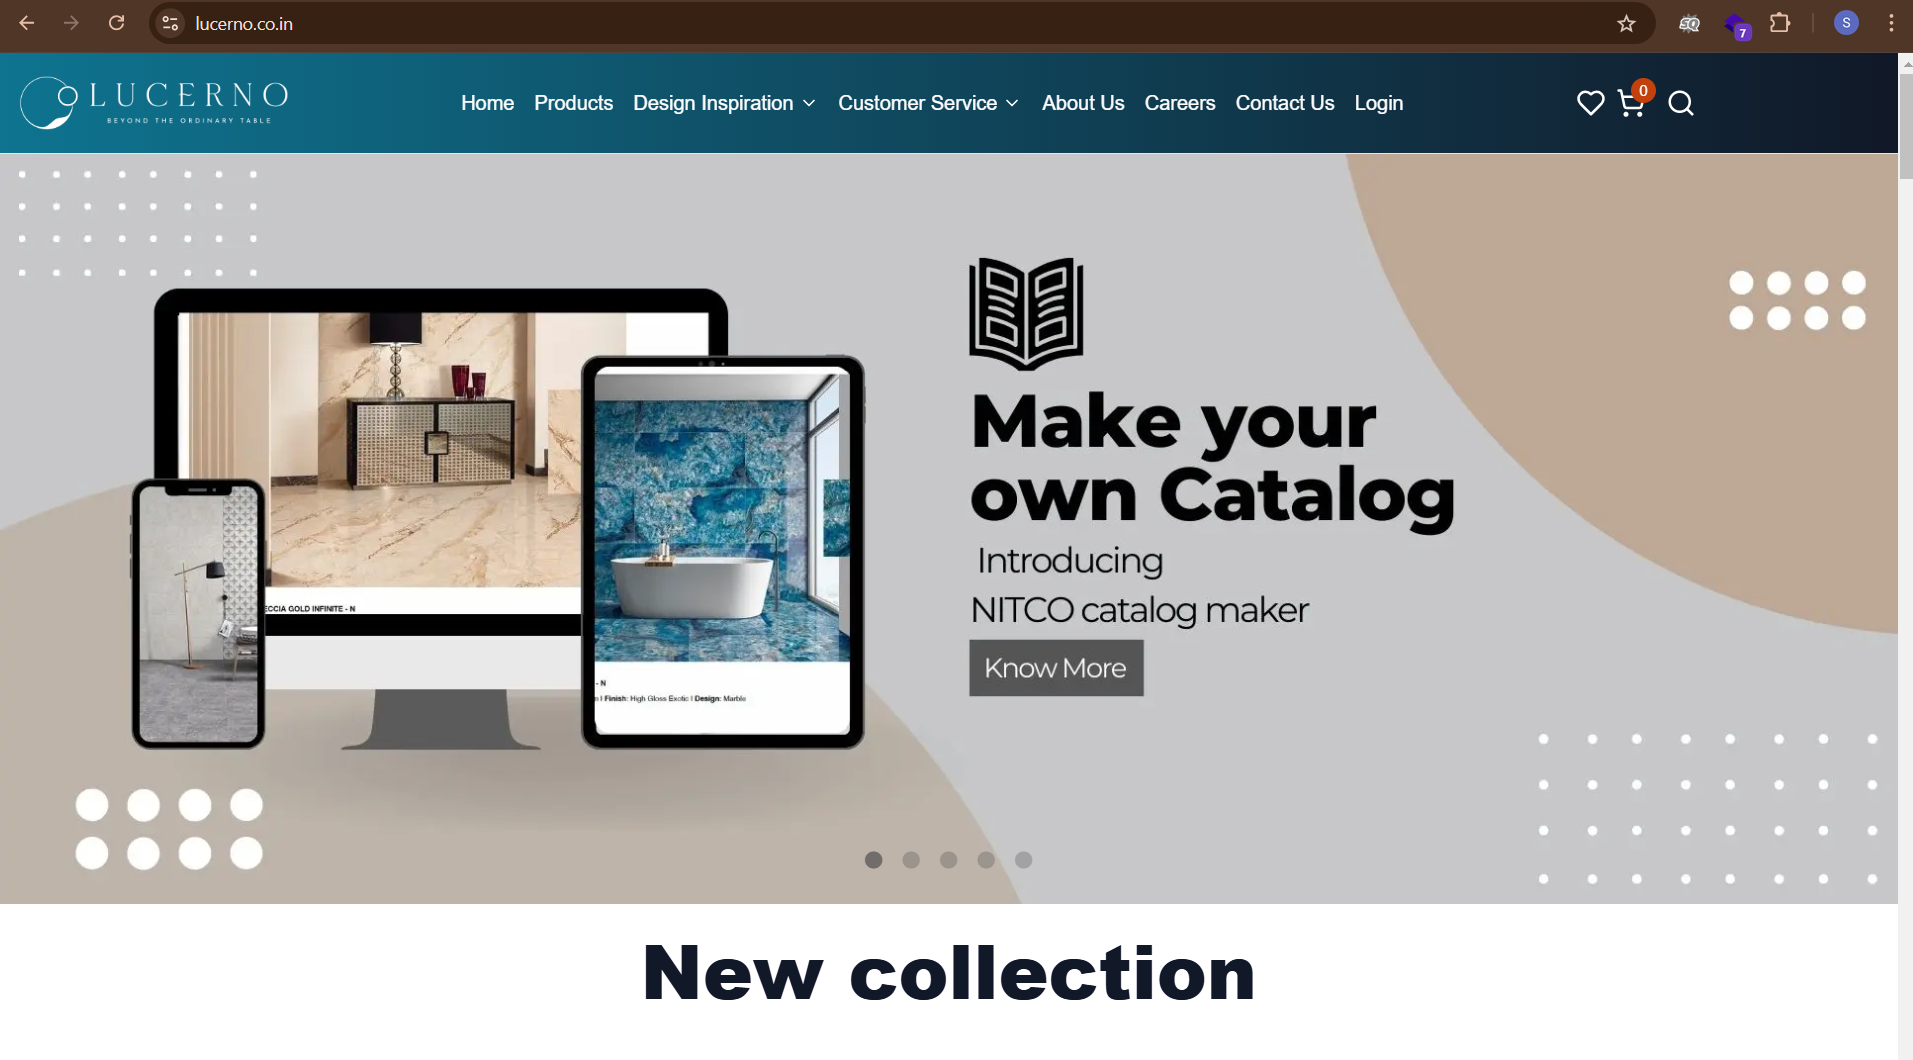 lucerno.co.in
7
S
LUCERNO
BEYOND THE ORDINARY TABLE
Home Products Design Inspiration Customer Service About Us Careers Contact Us Login
0
Make your
own Catalog
Introducing
NITCO catalog maker
Know More
ECCIA GOLD INFINITE - N
- N
n | Finish: High Gloss Exotic | Design: Marble
New collection